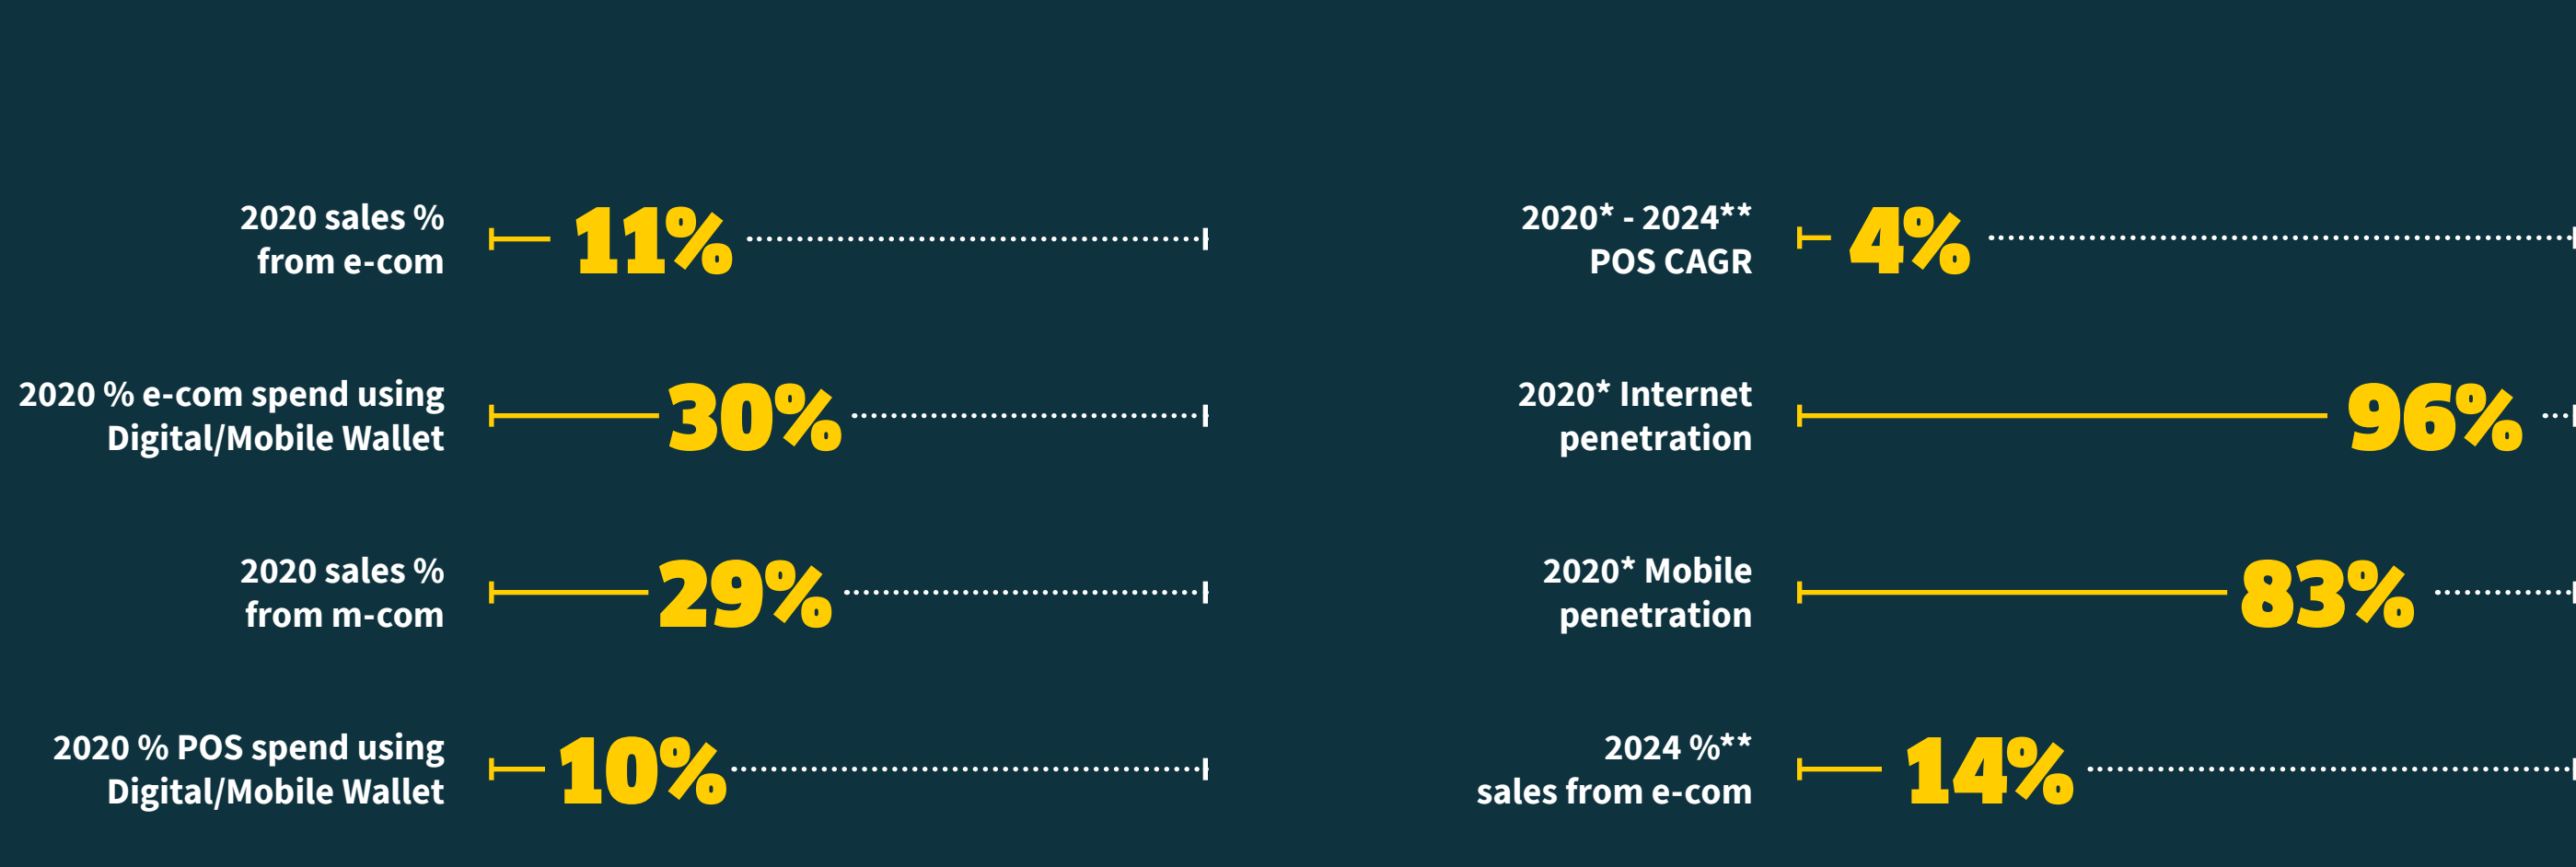 2020 sales %
from e-com
11%
2020 % e-com spend using
Digital/Mobile Wallet
30%
2020 sales %
from m-com
29%
2020 % POS spend using
Digital/Mobile Wallet
10%
2020* - 2024**
POS CAGR
4%
2020* Internet
penetration
96%
2020* Mobile
penetration
83%
2024 %**
sales from e-com
14%